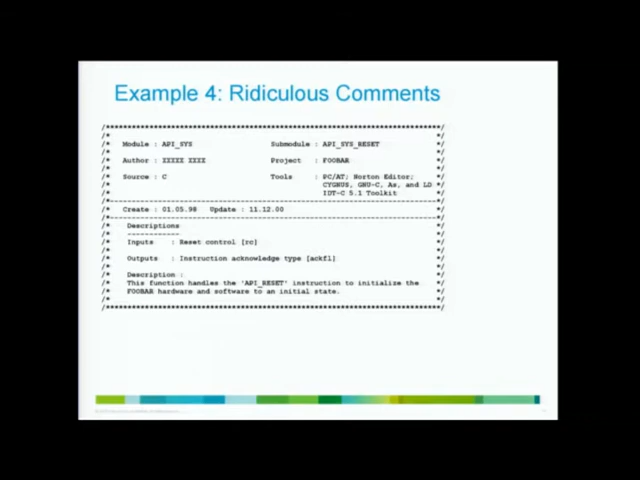 Example 4: Ridiculous Comments
/****************************************************************************/
/* */
/* Module : API_SYS Submodule : API_SYS_RESET */
/* */
/* Author : XXXXX XXXX Project : FOOBAR */
/* */
/* Source : C Tools : PC/AT; Norton Editor; */
/* CYGNUS, GNU-C, As, and LD */
/* IDT-C 5.1 Toolkit */
/*--------------------------------------------------------------------------*/
/* Create : 01.05.98 Update : 11.12.00 */
/*--------------------------------------------------------------------------*/
/* Descriptions */
/* ------------ */
/* Inputs : Reset control [rc] */
/* */
/* Outputs : Instruction acknowledge type [ackfl] */
/* */
/* Description : */
/* This function handles the 'API_RESET' instruction to initialize the */
/* FOOBAR hardware and software to an initial state. */
/* */
/****************************************************************************/